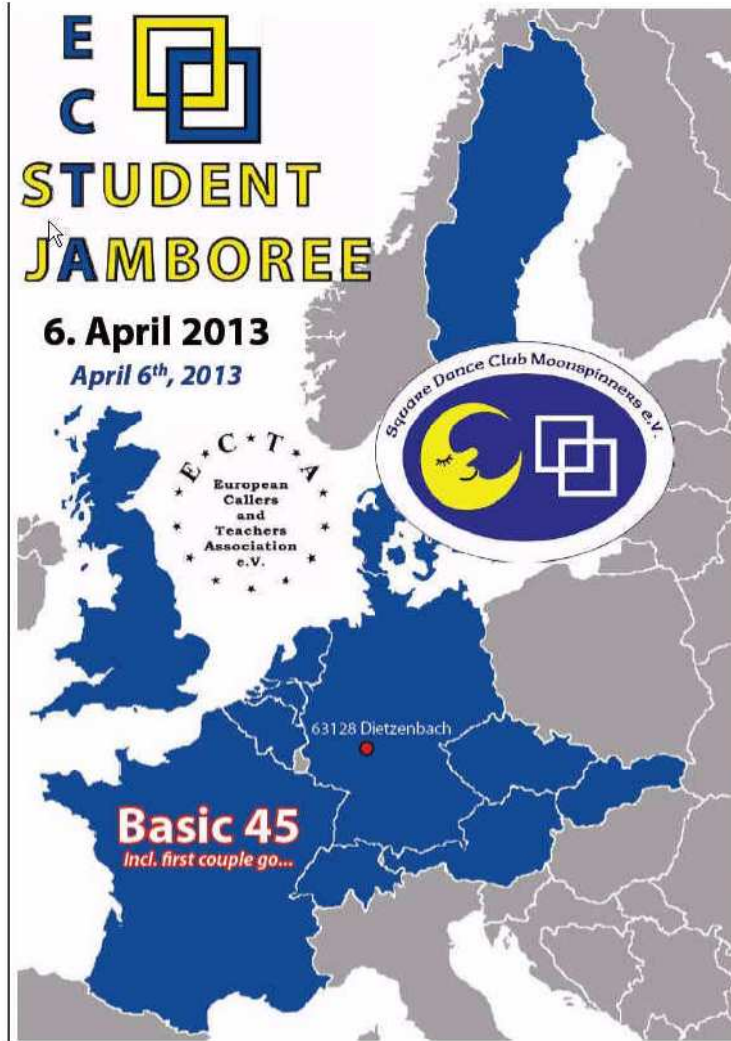 E
C
STUDENT
JAMBOREE
6. April 2013
April 6th, 2013
Square Dance Club Moonspinners e.V.
E C T A
European
Callers
and
Teachers
Association
e.V.
63128 Dietzenbach
Basic 45
Incl. first couple go...